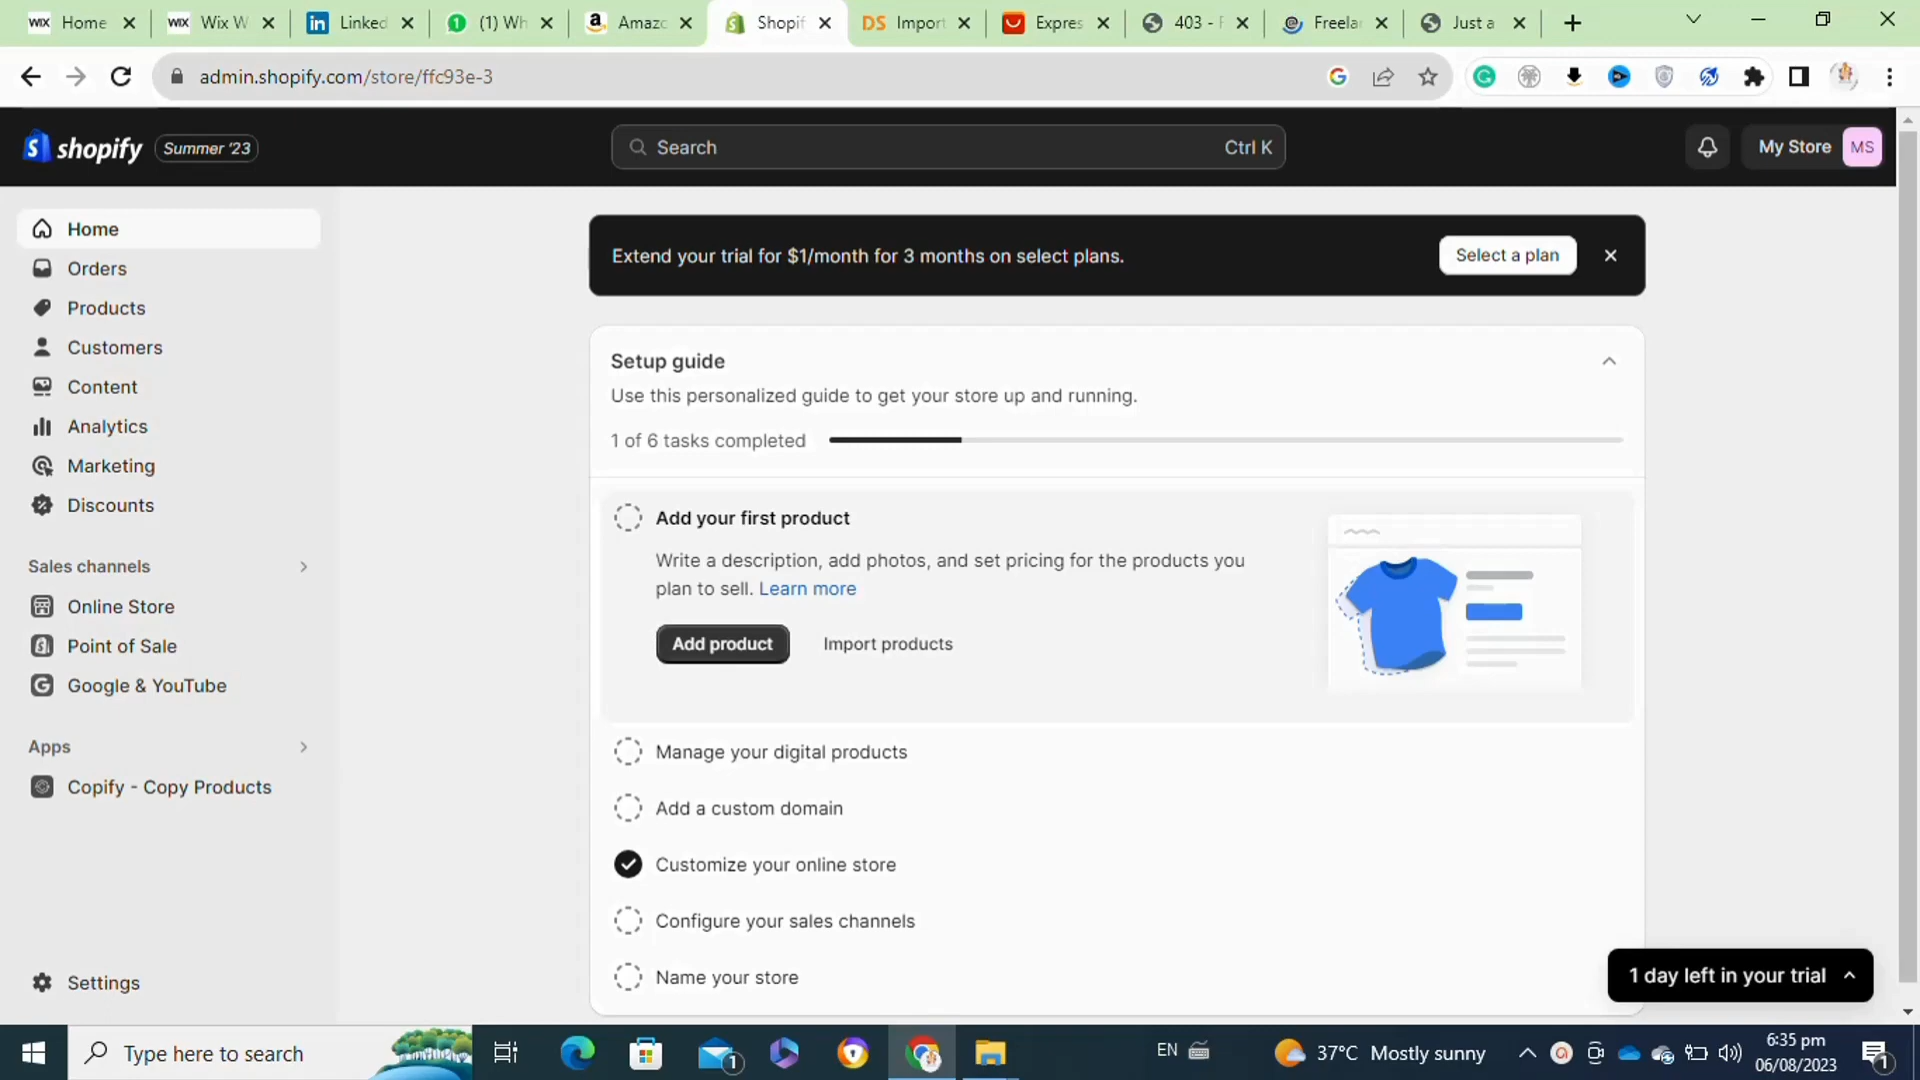 Home
Wix W
Linked
(1) Wh
Amazo
Shopif
Import
Expres
403 - F
Freela
Just a
admin.shopify.com/store/ffc93e-3
shopify
Summer '23
Search
Ctrl K
My Store
MS
Home
Orders
Products
Customers
Content
Analytics
Marketing
Discounts
Sales channels
Online Store
Point of Sale
Google & YouTube
Apps
Copify - Copy Products
Settings
Extend your trial for $1/month for 3 months on select plans.
Select a plan
Setup guide
Use this personalized guide to get your store up and running.
1 of 6 tasks completed
Add your first product
Write a description, add photos, and set pricing for the products you
plan to sell. Learn more
Add product
Import products
Manage your digital products
Add a custom domain
Customize your online store
Configure your sales channels
Name your store
1 day left in your trial
Type here to search
1
EN
37°C Mostly sunny
6:35 pm
06/08/2023
1